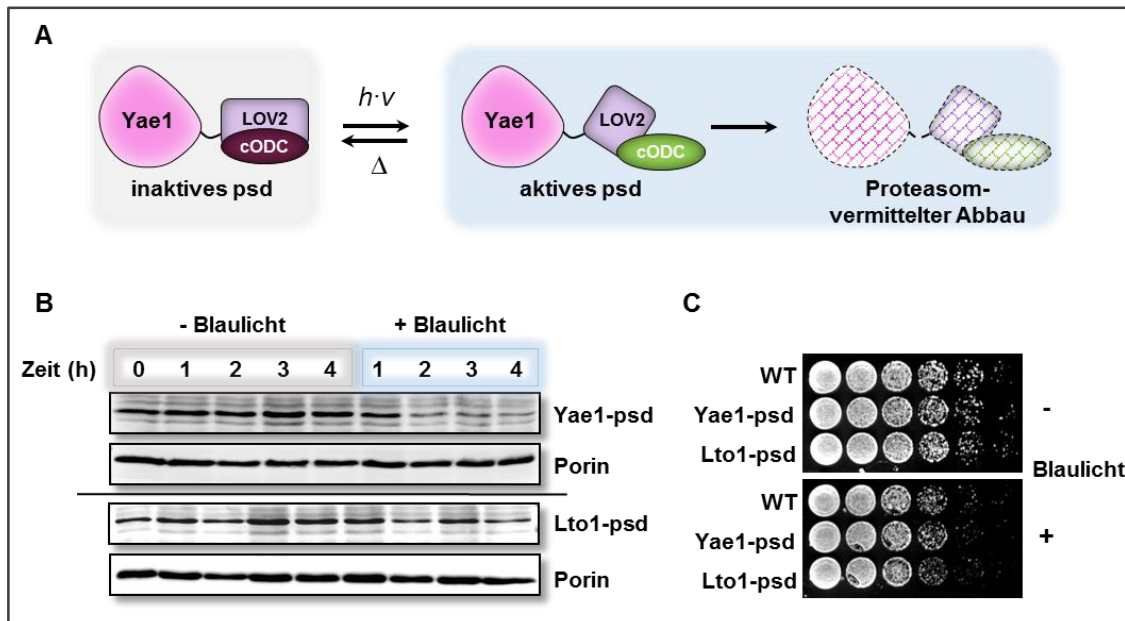 A
Yae1
LOV2
cODC
inaktives psd
h·ν
Δ
Yae1
LOV2
cODC
aktives psd
Proteasom-
vermittelter Abbau
B
- Blaulicht
+ Blaulicht
Zeit (h)
0 1 2 3 4 1 2 3 4
Yae1-psd
Porin
Lto1-psd
Porin
C
WT
Yae1-psd
Lto1-psd
-
Blaulicht
WT
Yae1-psd
Lto1-psd
+